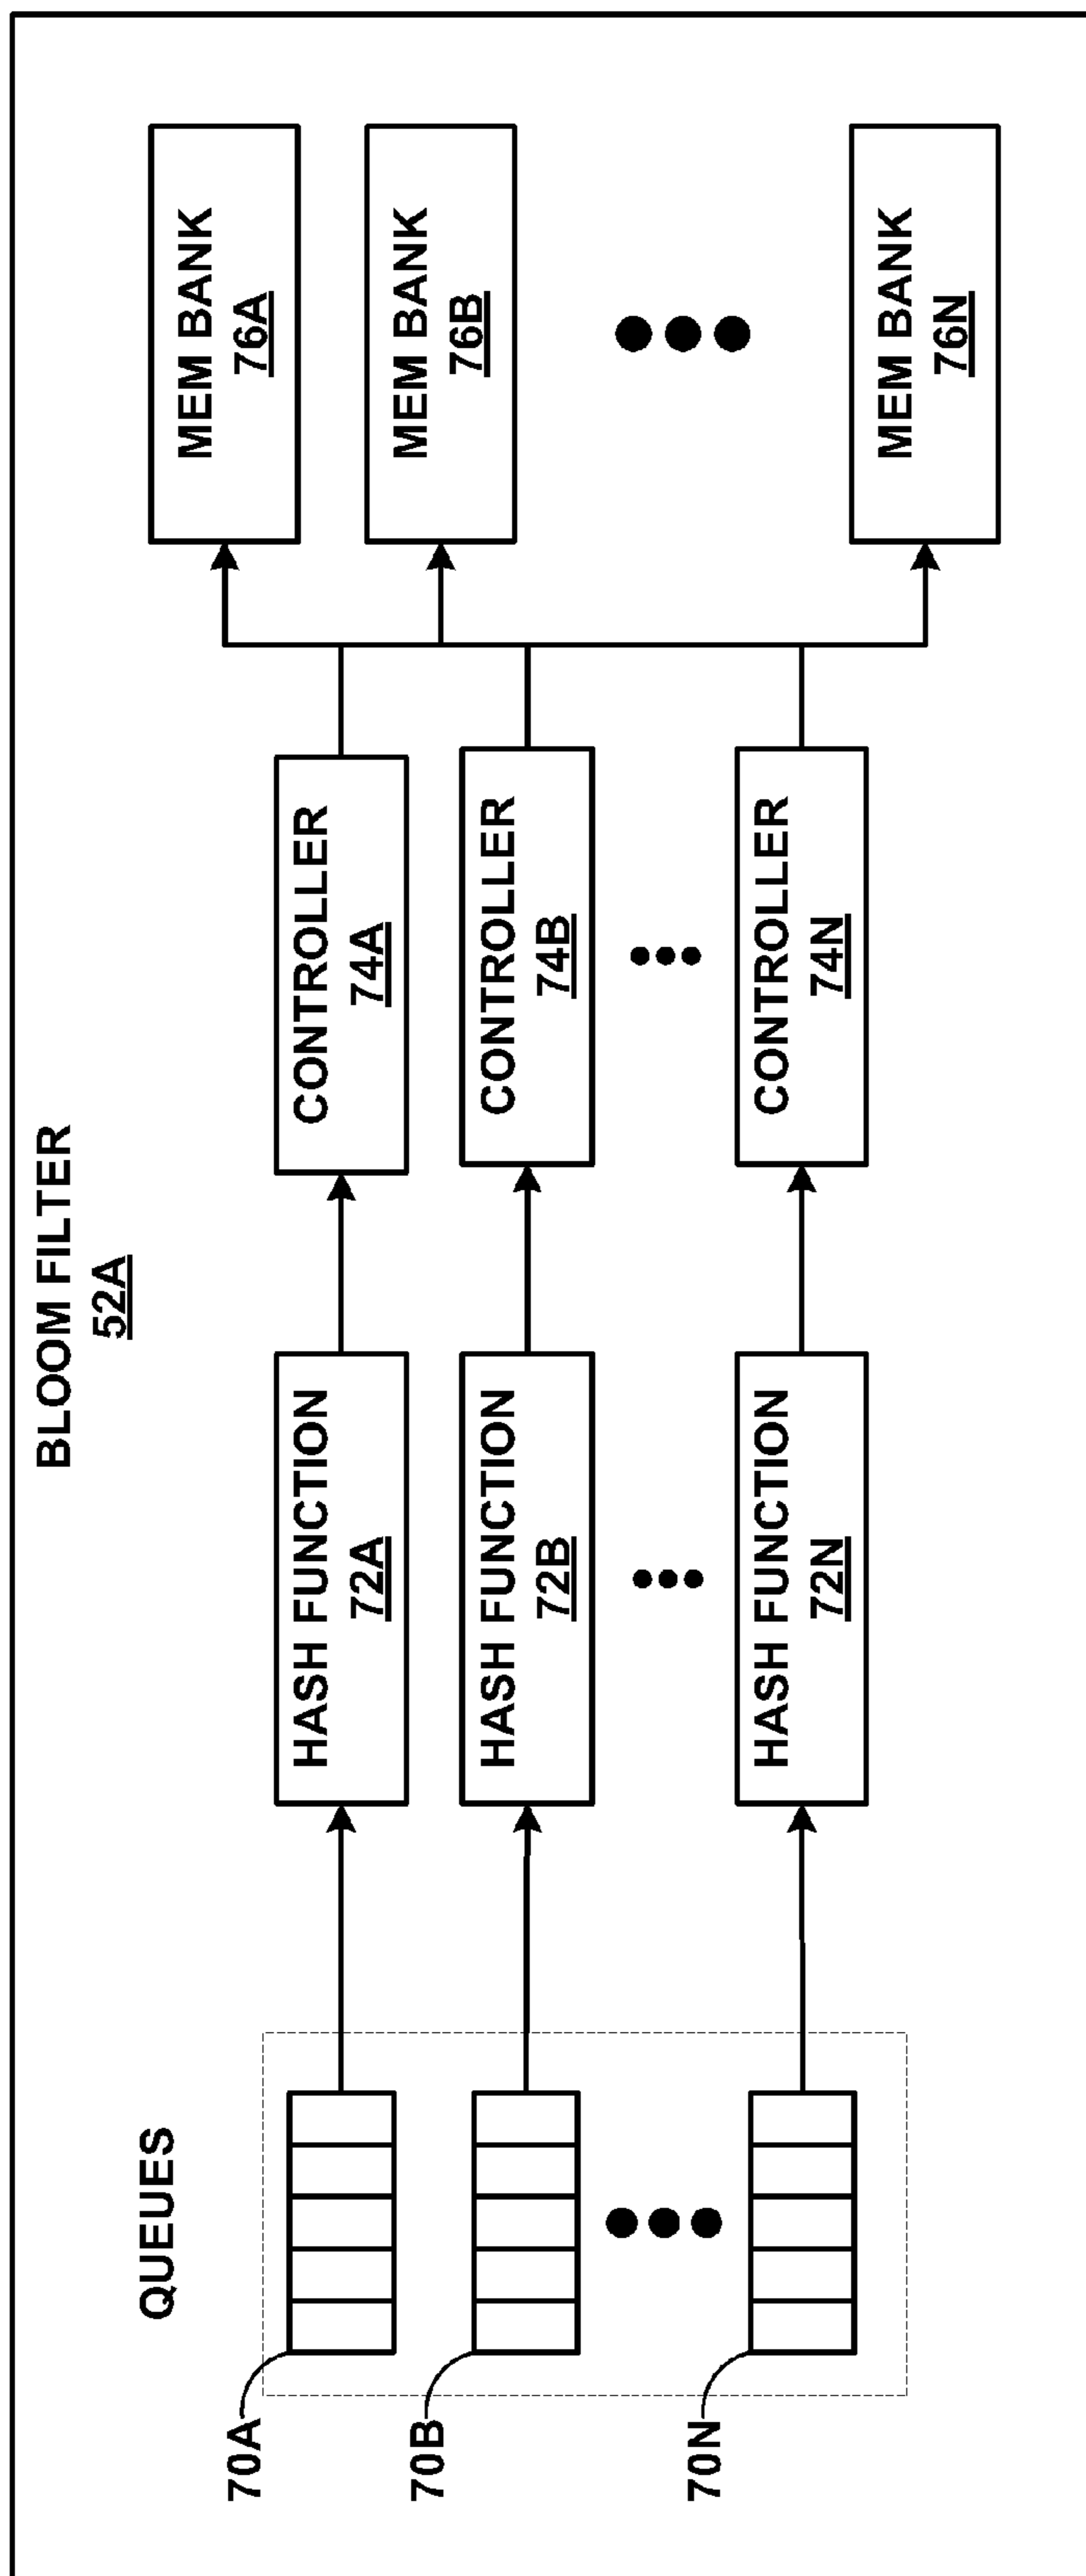 BLOOM FILTER
52A
QUEUES
70A
70B
70N
HASH FUNCTION
72A
HASH FUNCTION
72B
HASH FUNCTION
72N
CONTROLLER
74A
CONTROLLER
74B
CONTROLLER
74N
MEM BANK
76A
MEM BANK
76B
MEM BANK
76N